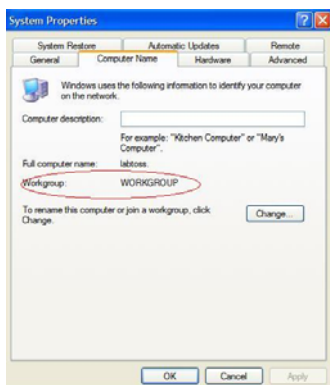 System Properties
System Restore Automatic Updates Remote
General Computer Name Hardware Advanced
Windows uses the following information to identify your computer
on the network.
Computer description:
For example: "Kitchen Computer" or "Mary's
Computer".
Full computer name: labtoss.
Workgroup: WORKGROUP
To rename this computer or join a workgroup, click
Change.
Change...
OK Cancel Apply